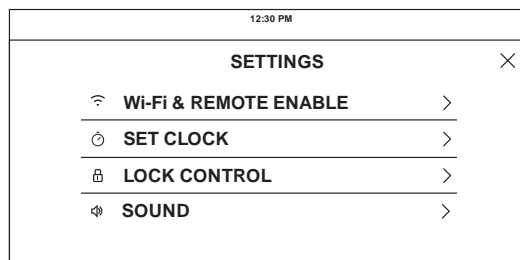 12:30 PM
SETTINGS
Wi-Fi & REMOTE ENABLE
SET CLOCK
LOCK CONTROL
SOUND